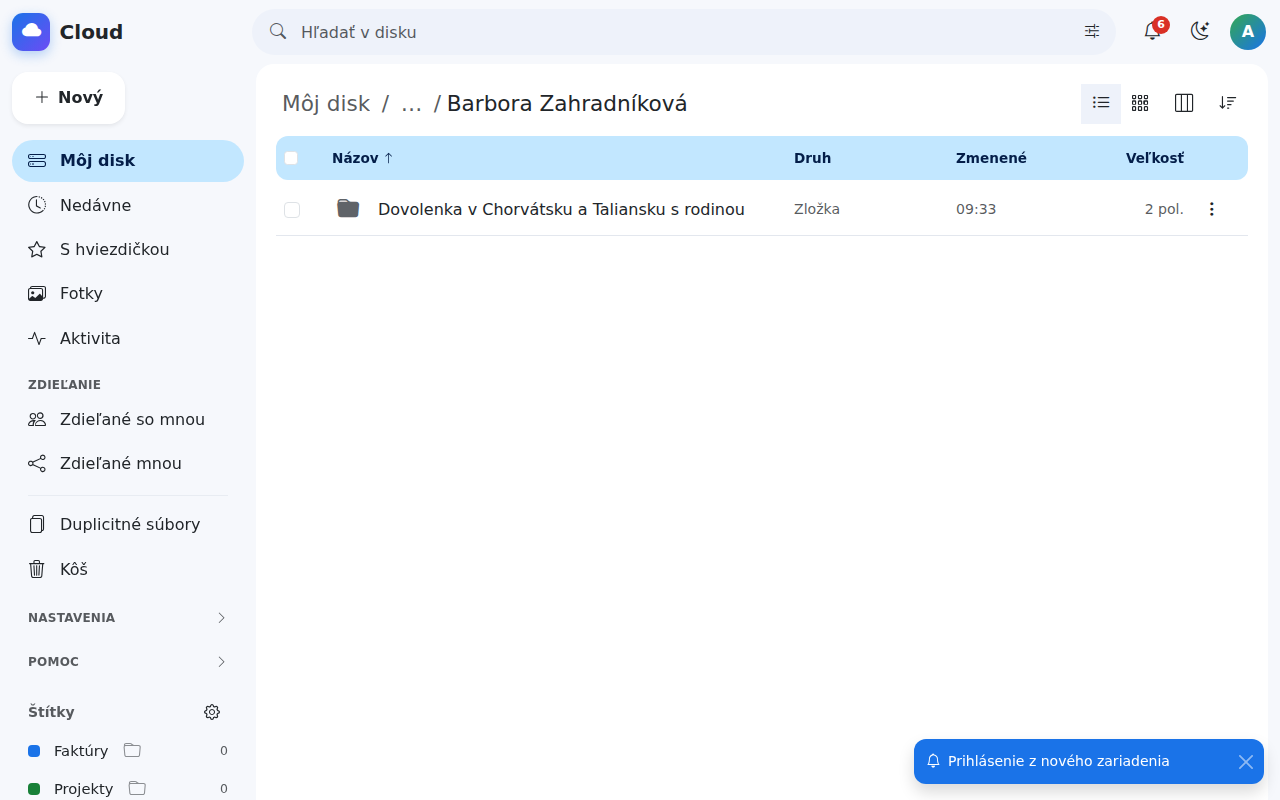 Cloud
Hľadať v disku
6
A
Nový
Môj disk / … / Barbora Zahradníková
Môj disk
Nedávne
S hviezdičkou
Fotky
Aktivita
ZDIEĽANIE
Zdieľané so mnou
Zdieľané mnou
Duplicitné súbory
Kôš
NASTAVENIA
POMOC
Štítky
Faktúry 0
Projekty 0
Názov ↑ Druh Zmenené Veľkosť
Dovolenka v Chorvátsku a Taliansku s rodinou Zložka 09:33 2 pol.
Prihlásenie z nového zariadenia